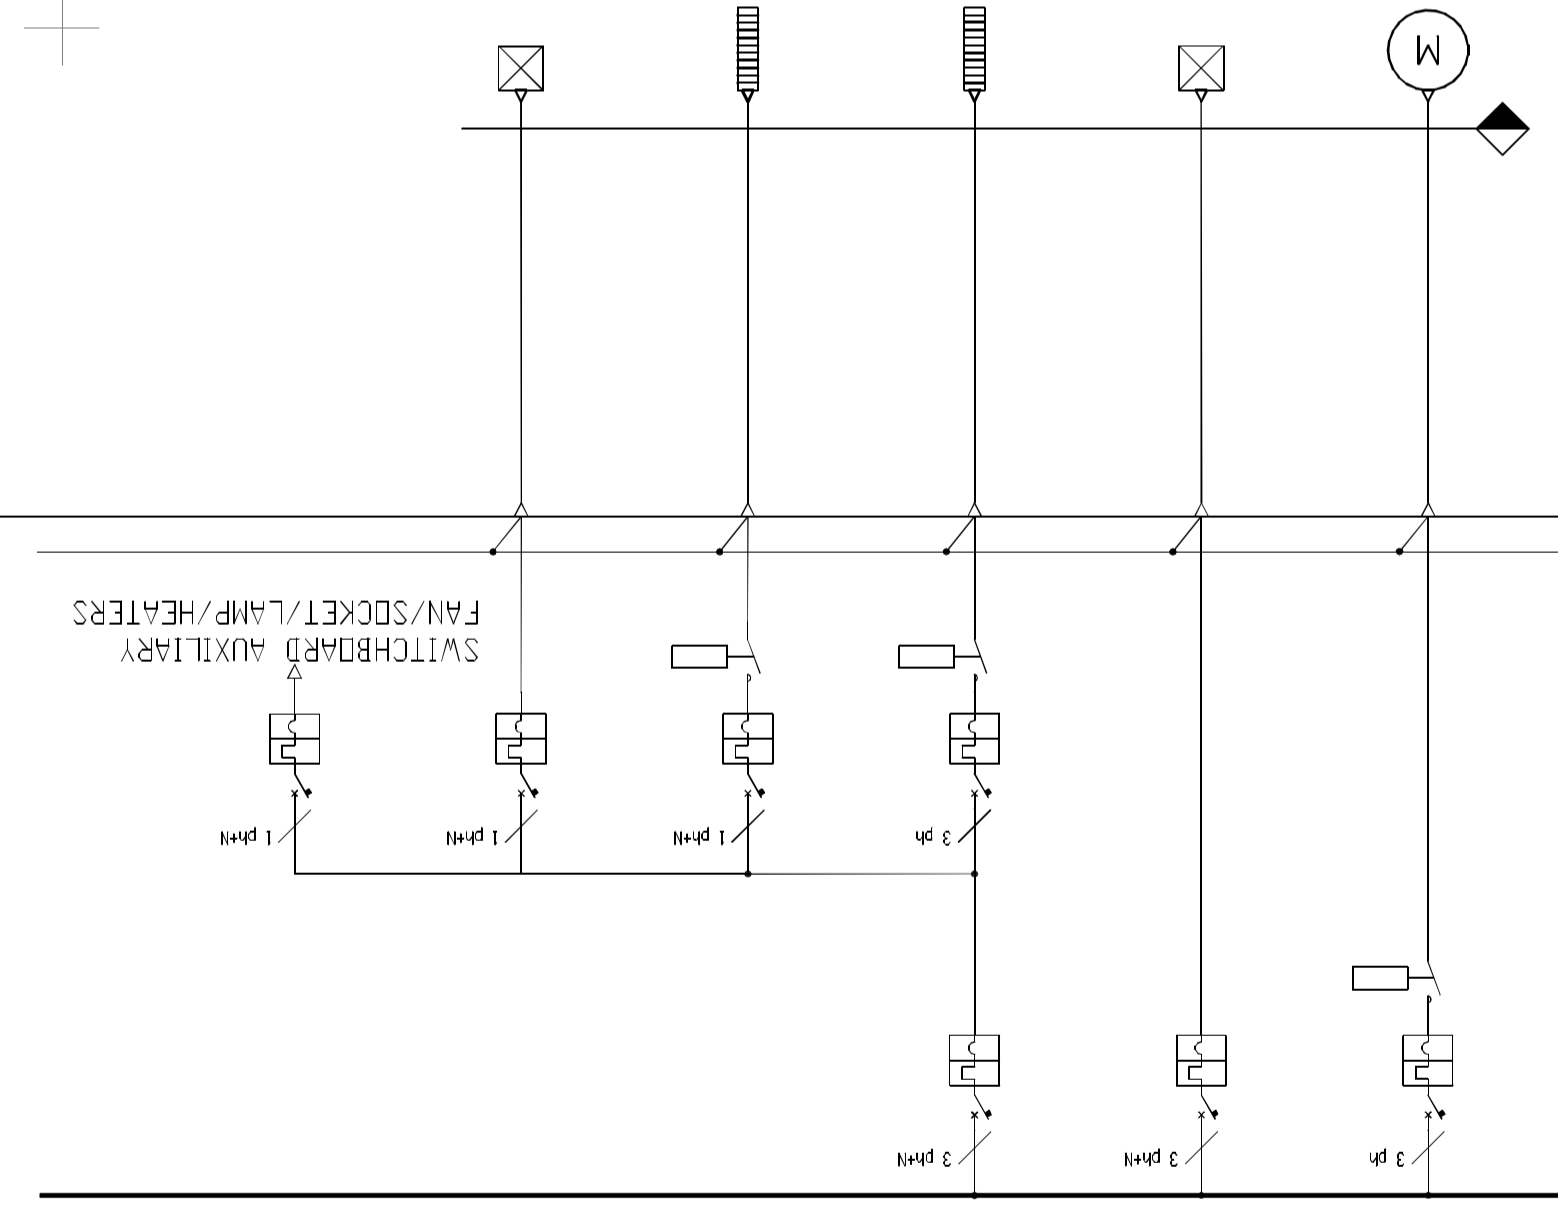 3 ph
3 ph+N
3 ph+N
3 ph
1 ph+N
1 ph+N
1 ph+N
SWITCHBOARD AUXILIARY
FAN/SOCKET/LAMP/HEATERS
M